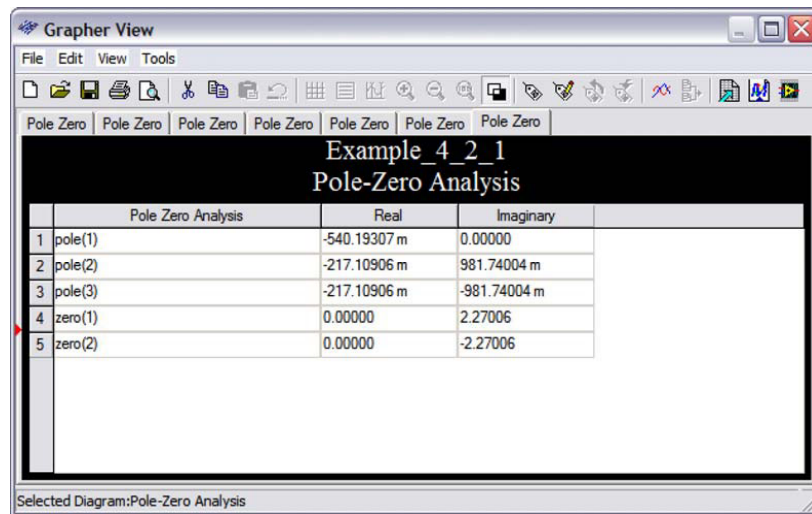 Grapher View
File Edit View Tools
Pole Zero Pole Zero Pole Zero Pole Zero Pole Zero Pole Zero Pole Zero
Example_4_2_1
Pole-Zero Analysis
Pole Zero Analysis Real Imaginary
1 pole(1) -540.19307 m 0.00000
2 pole(2) -217.10906 m 981.74004 m
3 pole(3) -217.10906 m -981.74004 m
4 zero(1) 0.00000 2.27006
5 zero(2) 0.00000 -2.27006
Selected Diagram:Pole-Zero Analysis